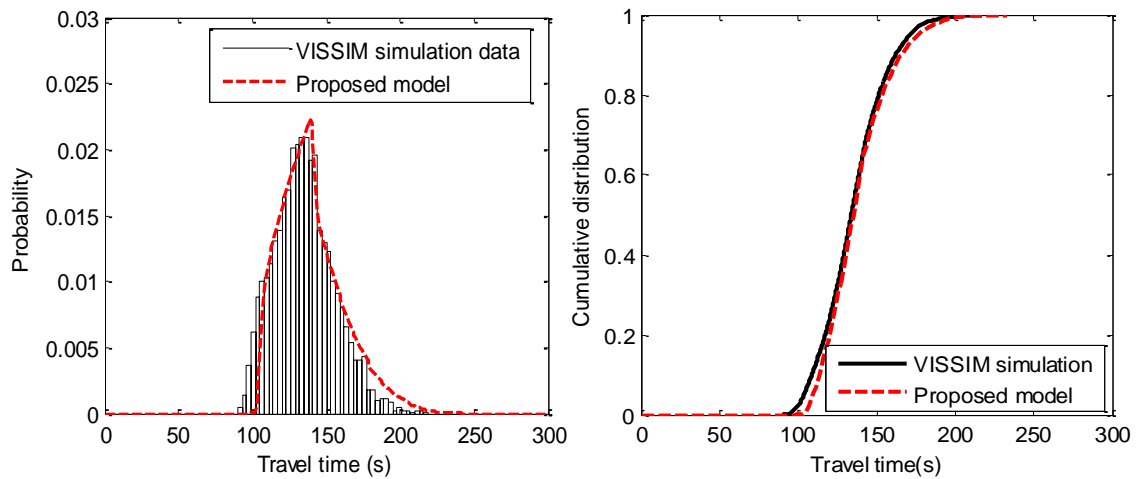 0.03
0.025
0.02
0.015
0.01
0.005
0
0 50 100 150 200 250 300
Probability
Travel time (s)
VISSIM simulation data
Proposed model
1
0.8
0.6
0.4
0.2
0
0 50 100 150 200 250 300
Cumulative distribution
Travel time(s)
VISSIM simulation
Proposed model